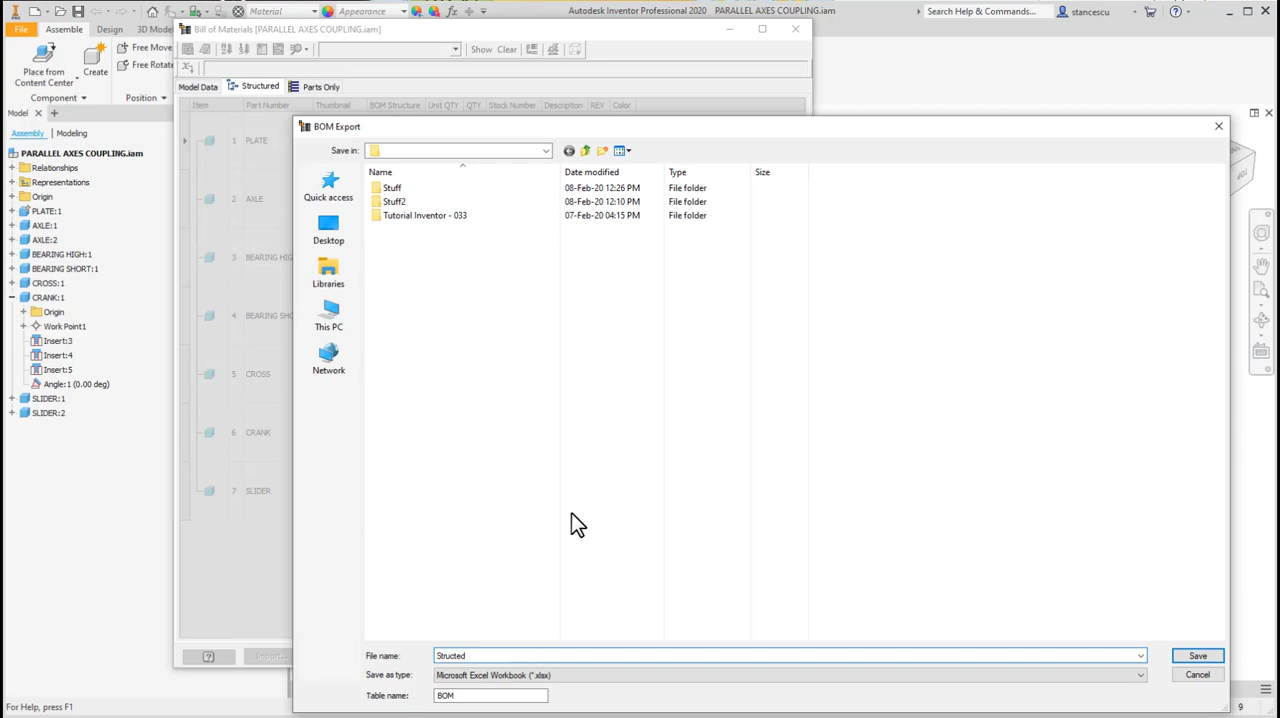 Material
Appearance
Autodesk Inventor Professional 2020 PARALLEL AXES COUPLING.iam
Search Help & Commands...
stancescu
File
Assemble
Design
3D Model
Place from
Content Center
Create
Free Move
Free Rotate
Component
Position
Bill of Materials [PARALLEL AXES COUPLING.iam]
Show Clear
Model Data
Structured
Parts Only
Item
Part Number
Thumbnail
BOM Structure
Unit QTY
QTY
Stock Number
Description
REV
Color
1 PLATE
2 AXLE
3 BEARING HIG
4 BEARING SHO
5 CROSS
6 CRANK
7 SLIDER
Import
Model
Assembly
Modeling
PARALLEL AXES COUPLING.iam
Relationships
Representations
Origin
PLATE:1
AXLE:1
AXLE:2
BEARING HIGH:1
BEARING SHORT:1
CROSS:1
CRANK:1
Origin
Work Point1
Insert:3
Insert:4
Insert:5
Angle:1 (0.00 deg)
SLIDER:1
SLIDER:2
BOM Export
Save in:
Quick access
Desktop
Libraries
This PC
Network
Name
Date modified
Type
Size
Stuff
08-Feb-20 12:26 PM
File folder
Stuff2
08-Feb-20 12:10 PM
File folder
Tutorial Inventor - 033
07-Feb-20 04:15 PM
File folder
File name:
Structed
Save
Save as type:
Microsoft Excel Workbook (*.xlsx)
Cancel
Table name:
BOM
For Help, press F1
9